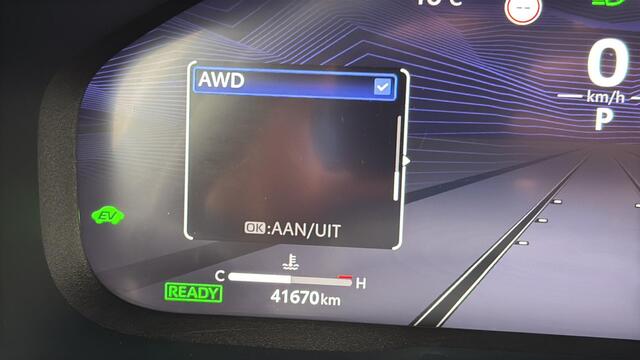 AWD
OK:AAN/UIT
EV
C H
READY
41670km
0
km/h
P